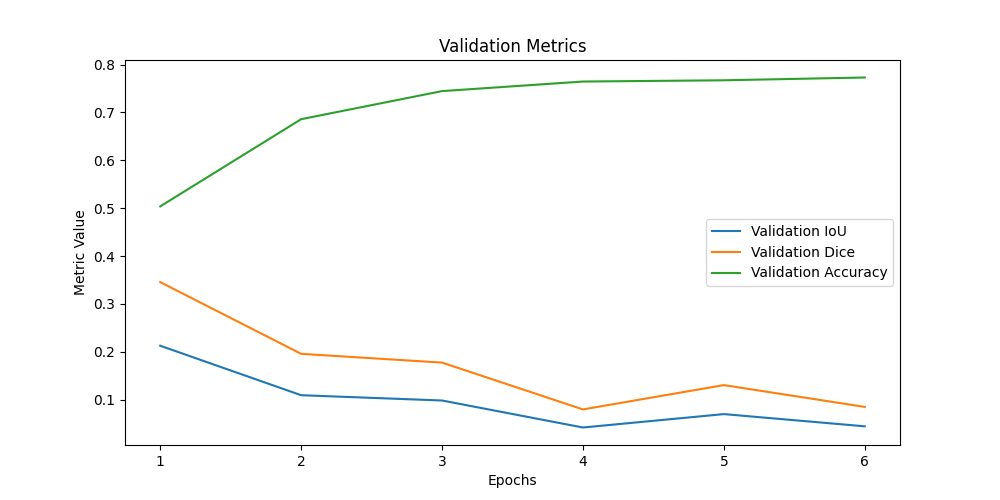 Validation Metrics
Metric Value
0.8
0.7
0.6
0.5
0.4
0.3
0.2
0.1
Validation IoU
Validation Dice
Validation Accuracy
1 2 3 4 5 6
Epochs